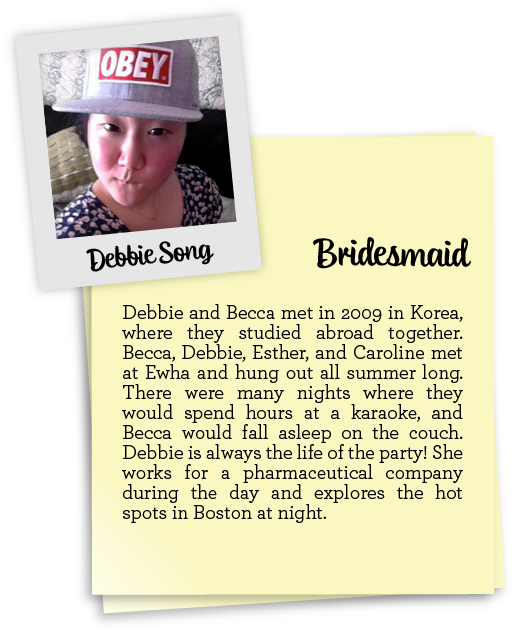 OBEY.
Debbie Song
Bridesmaid
Debbie and Becca met in 2009 in Korea,
where they studied abroad together.
Becca, Debbie, Esther, and Caroline met
at Ewha and hung out all summer long.
There were many nights where they
would spend hours at a karaoke, and
Becca would fall asleep on the couch.
Debbie is always the life of the party! She
works for a pharmaceutical company
during the day and explores the hot
spots in Boston at night.